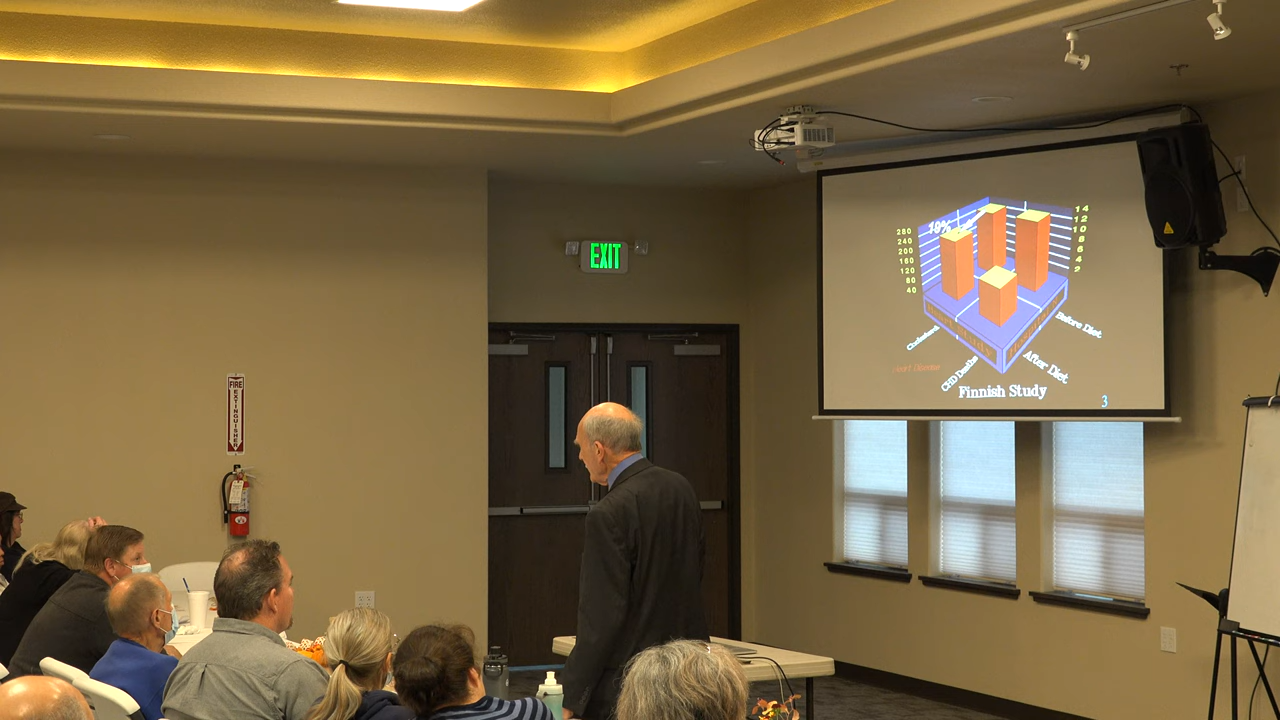 EXIT
FIRE
EXTINGUISHER
19%
280
240
200
160
120
80
40
14
12
10
8
6
4
2
Before Diet
After Diet
CHD Deaths
Heart Disease
Finnish Study
3